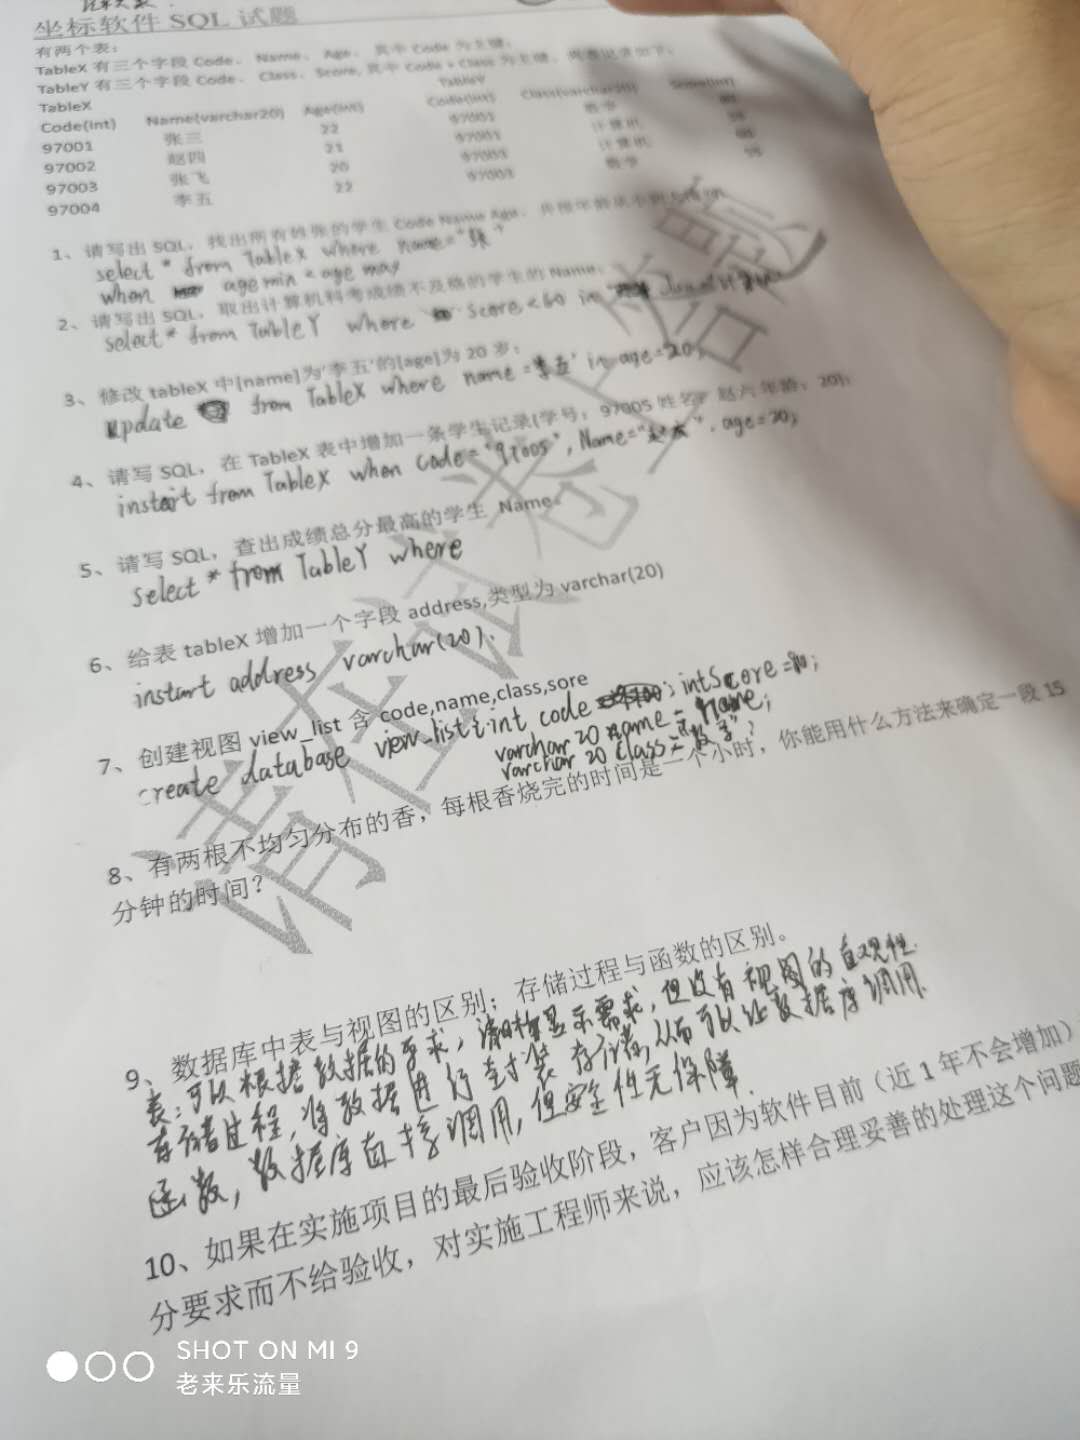 坐标软件 SQL 试题
有两个表：
TableX 有三个字段 Code、 Name、 Age、 其中 Code 为主键；
TableY 有三个字段 Code、 Class、 Score, 其中 Code + Class 为主键。两表记录如下：
TableX TableY
Code(int) Name(varchar20) Age(int) Code(int) Class(varchar20) Score(int)
97001 张三 22 97001 数学
97002 赵四 21 97001 计算机
97003 张飞 20 计算机
97004 李五 22 97003 数学
1、请写出 SQL，找出所有姓张的学生 Code Name Age，并按年龄从小到大
select * from TableX where name="张"
when age min < age max
2、请写出 SQL，取出计算机科考成绩不及格的学生的 Name；
select * from TableY where score < 60 in
3、修改 tableX 中[name]为'李五'的[age]为 20 岁；
update from TableX where name = 李五' in age=20;
4、请写 SQL，在 TableX 表中增加一条学生记录(学号：97005 姓名：赵六 年龄：20);
instart from TableX when code="97005", Name="赵六", age=20;
5、请写 SQL，查出成绩总分最高的学生 Name。
select * from TableY where
6、给表 tableX 增加一个字段 address,类型为 varchar(20)
instart address varchar(20);
7、创建视图 view_list 含 code,name,class,sore
create database view_list: int code ; int Score = 80;
varchar 20 name = name;
varchar 20 class="数学";
8、有两根不均匀分布的香，每根香烧完的时间是一个小时，你能用什么方法来确定一段 15
分钟的时间？
9、数据库中表与视图的区别；存储过程与函数的区别。
表：可以根据数据的要求，清晰显示需求，但没有视图的直观性.
存储过程，将数据进行封装存储，从而可以让数据库调用.
函数，数据库直接调用，但安全性无保障.
10、如果在实施项目的最后验收阶段，客户因为软件目前（近 1 年不会增加）
分要求而不给验收，对实施工程师来说，应该怎样合理妥善的处理这个问题
请在试卷上答题
SHOT ON MI 9
老来乐流量